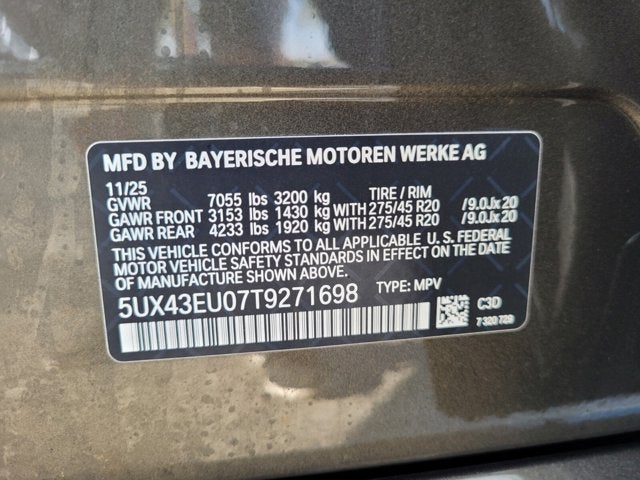 MFD BY BAYERISCHE MOTOREN WERKE AG
11/25
GVWR 7055 lbs 3200 kg TIRE / RIM
GAWR FRONT 3153 lbs 1430 kg WITH 275/45 R20 /9.0Jx20
GAWR REAR 4233 lbs 1920 kg WITH 275/45 R20 /9.0Jx20
THIS VEHICLE CONFORMS TO ALL APPLICABLE U.S. FEDERAL
MOTOR VEHICLE SAFETY STANDARDS IN EFFECT ON THE DATE
OF MANUFACTURE SHOWN ABOVE.
5UX43EU07T9271698 TYPE: MPV
C3D
7 320 729